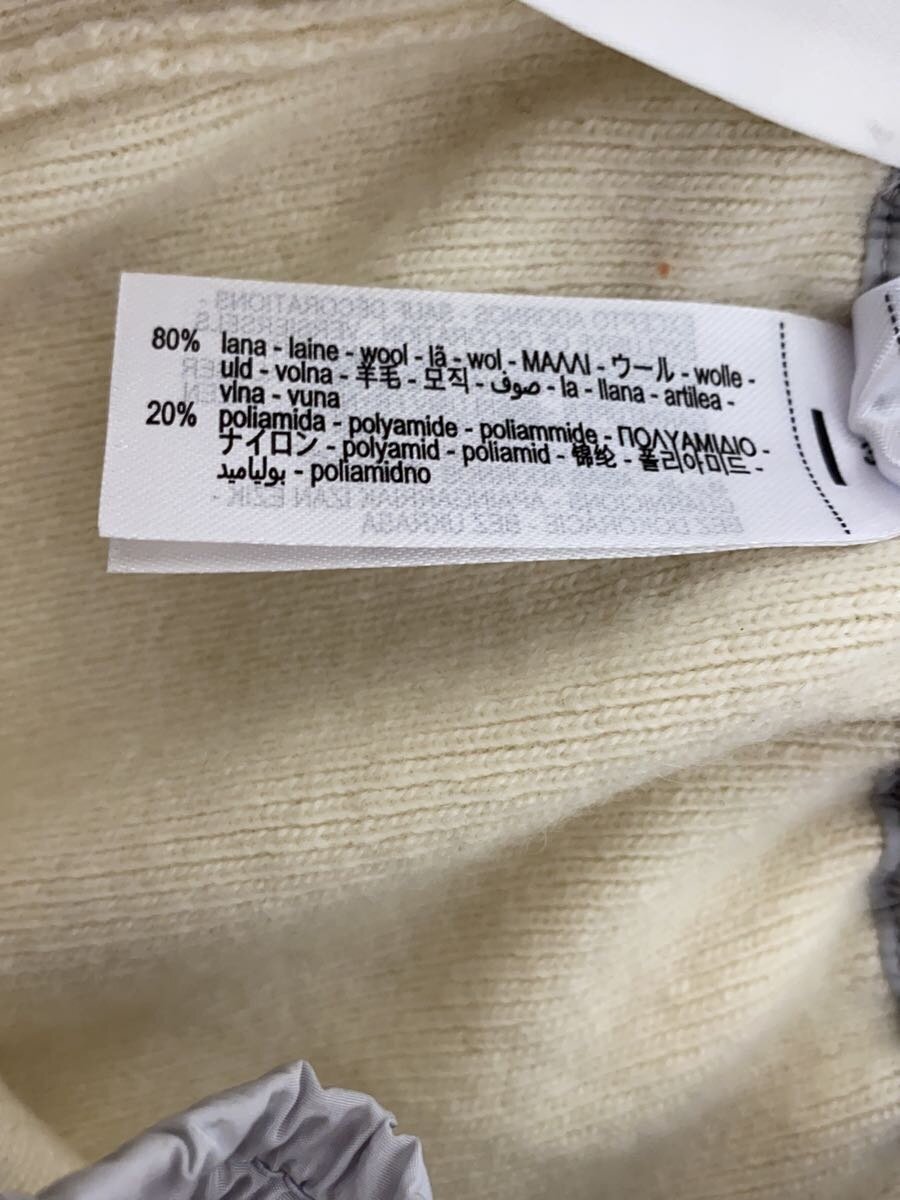 80% lana - laine - wool - lã - wol - ΜΑΛΛΙ - ウール - wolle -
uld - volna - 羊毛 - 모직 - صوف - la - llana - artilea -
vlna - vuna
20% poliamida - polyamide - poliammide - ΠΟΛΥΑΜΙΔΙΟ -
ナイロン - polyamid - poliamid - 锦纶 - 폴리아미드 -
بولياميد - poliamidno